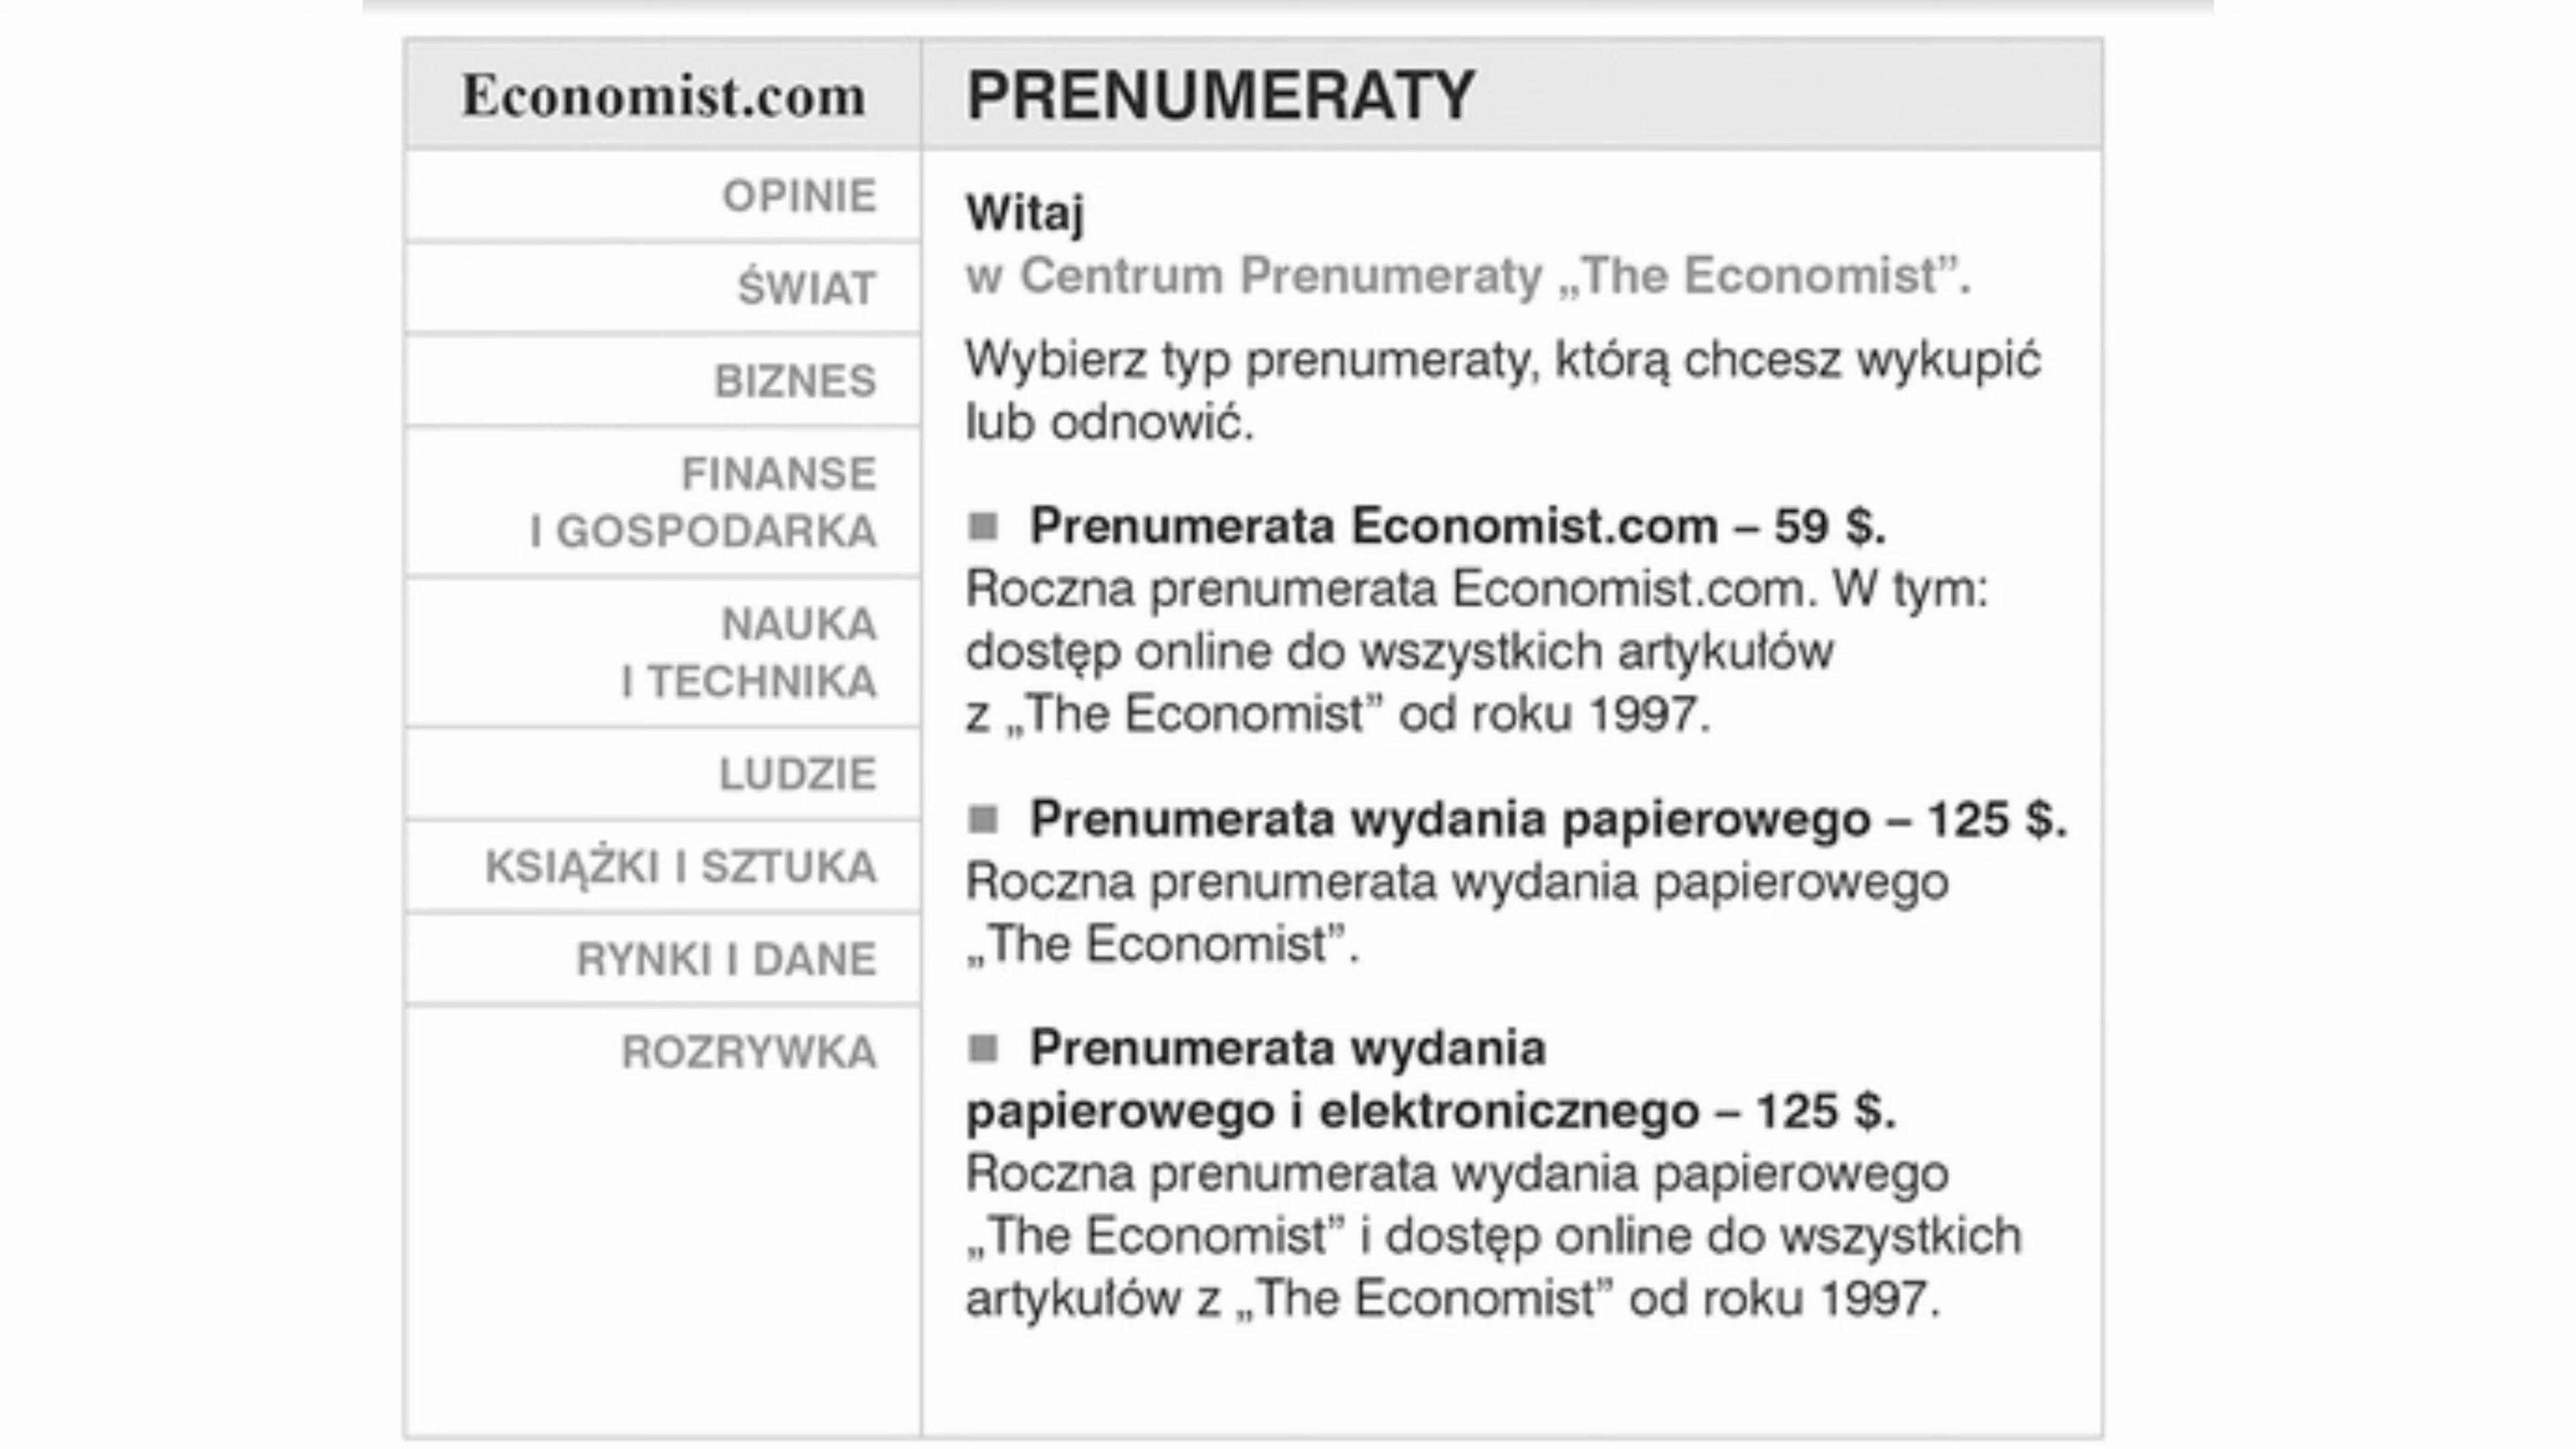 Economist.com
PRENUMERATY
OPINIE
ŚWIAT
BIZNES
FINANSE
I GOSPODARKA
NAUKA
I TECHNIKA
LUDZIE
KSIĄŻKI I SZTUKA
RYNKI I DANE
ROZRYWKA
Witaj
w Centrum Prenumeraty „The Economist”.
Wybierz typ prenumeraty, którą chcesz wykupić
lub odnowić.
■ Prenumerata Economist.com – 59 $.
Roczna prenumerata Economist.com. W tym:
dostęp online do wszystkich artykułów
z „The Economist” od roku 1997.
■ Prenumerata wydania papierowego – 125 $.
Roczna prenumerata wydania papierowego
„The Economist”.
■ Prenumerata wydania
papierowego i elektronicznego – 125 $.
Roczna prenumerata wydania papierowego
„The Economist” i dostęp online do wszystkich
artykułów z „The Economist” od roku 1997.